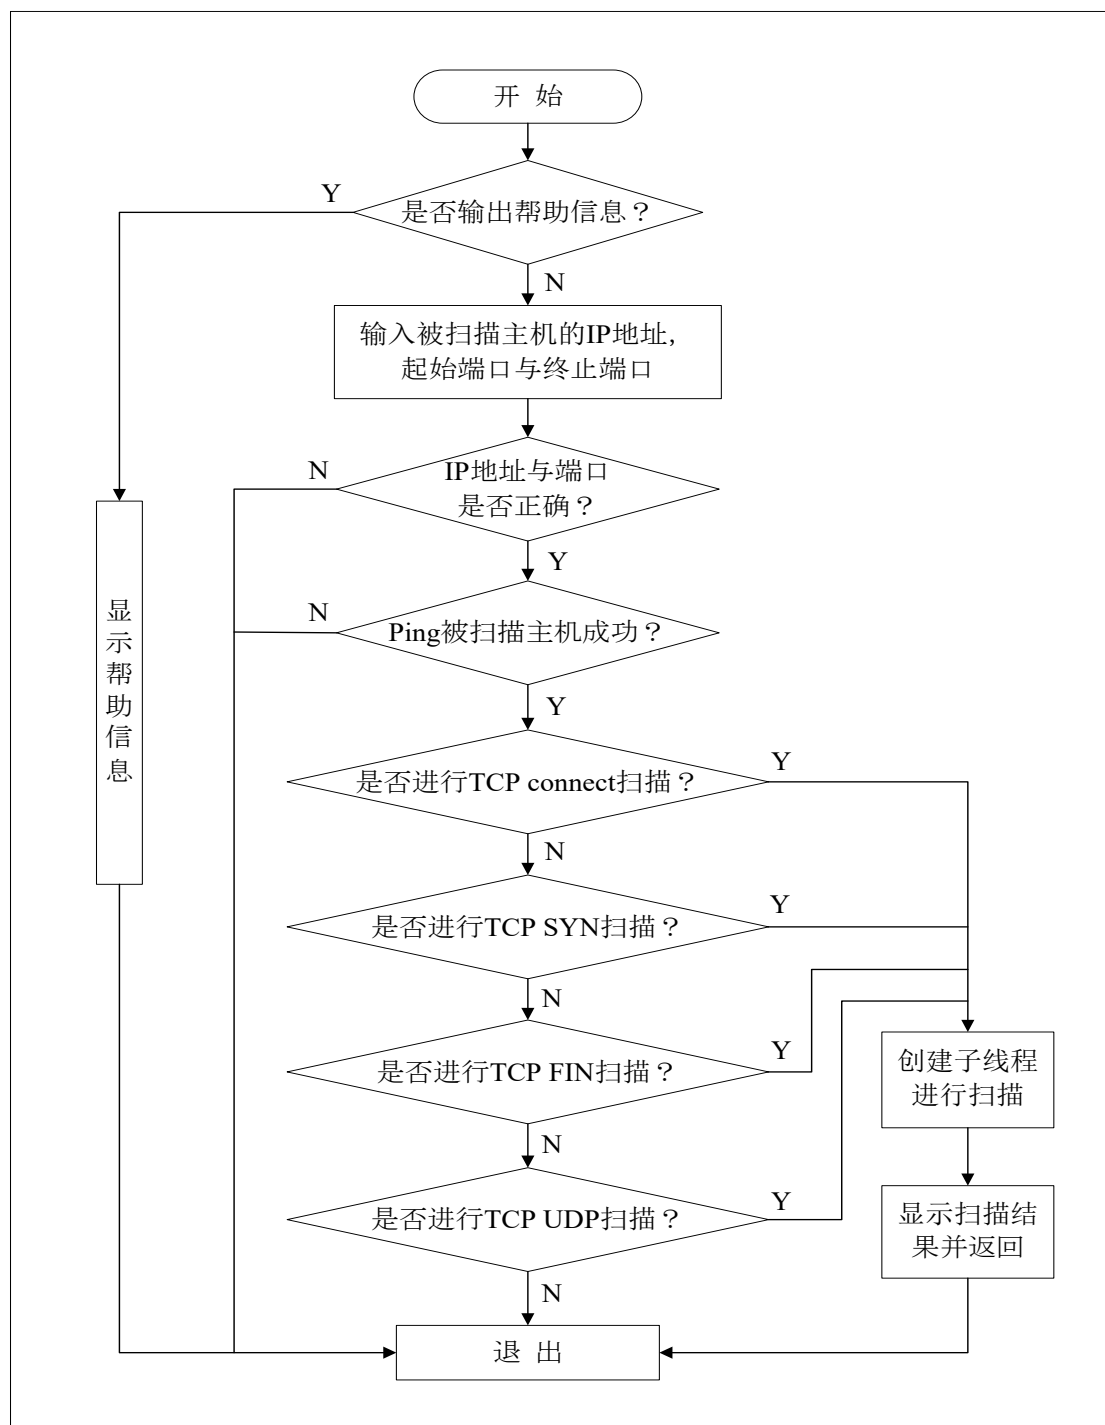 开 始
Y
是否输出帮助信息？
N
输入被扫描主机的IP地址,
起始端口与终止端口
N
IP地址与端口
是否正确？
Y
显示帮助信息
N
Ping被扫描主机成功？
Y
是否进行TCP connect扫描？
Y
N
是否进行TCP SYN扫描？
Y
N
是否进行TCP FIN扫描？
Y
创建子线程
进行扫描
N
是否进行TCP UDP扫描？
Y
显示扫描结
果并返回
N
退 出